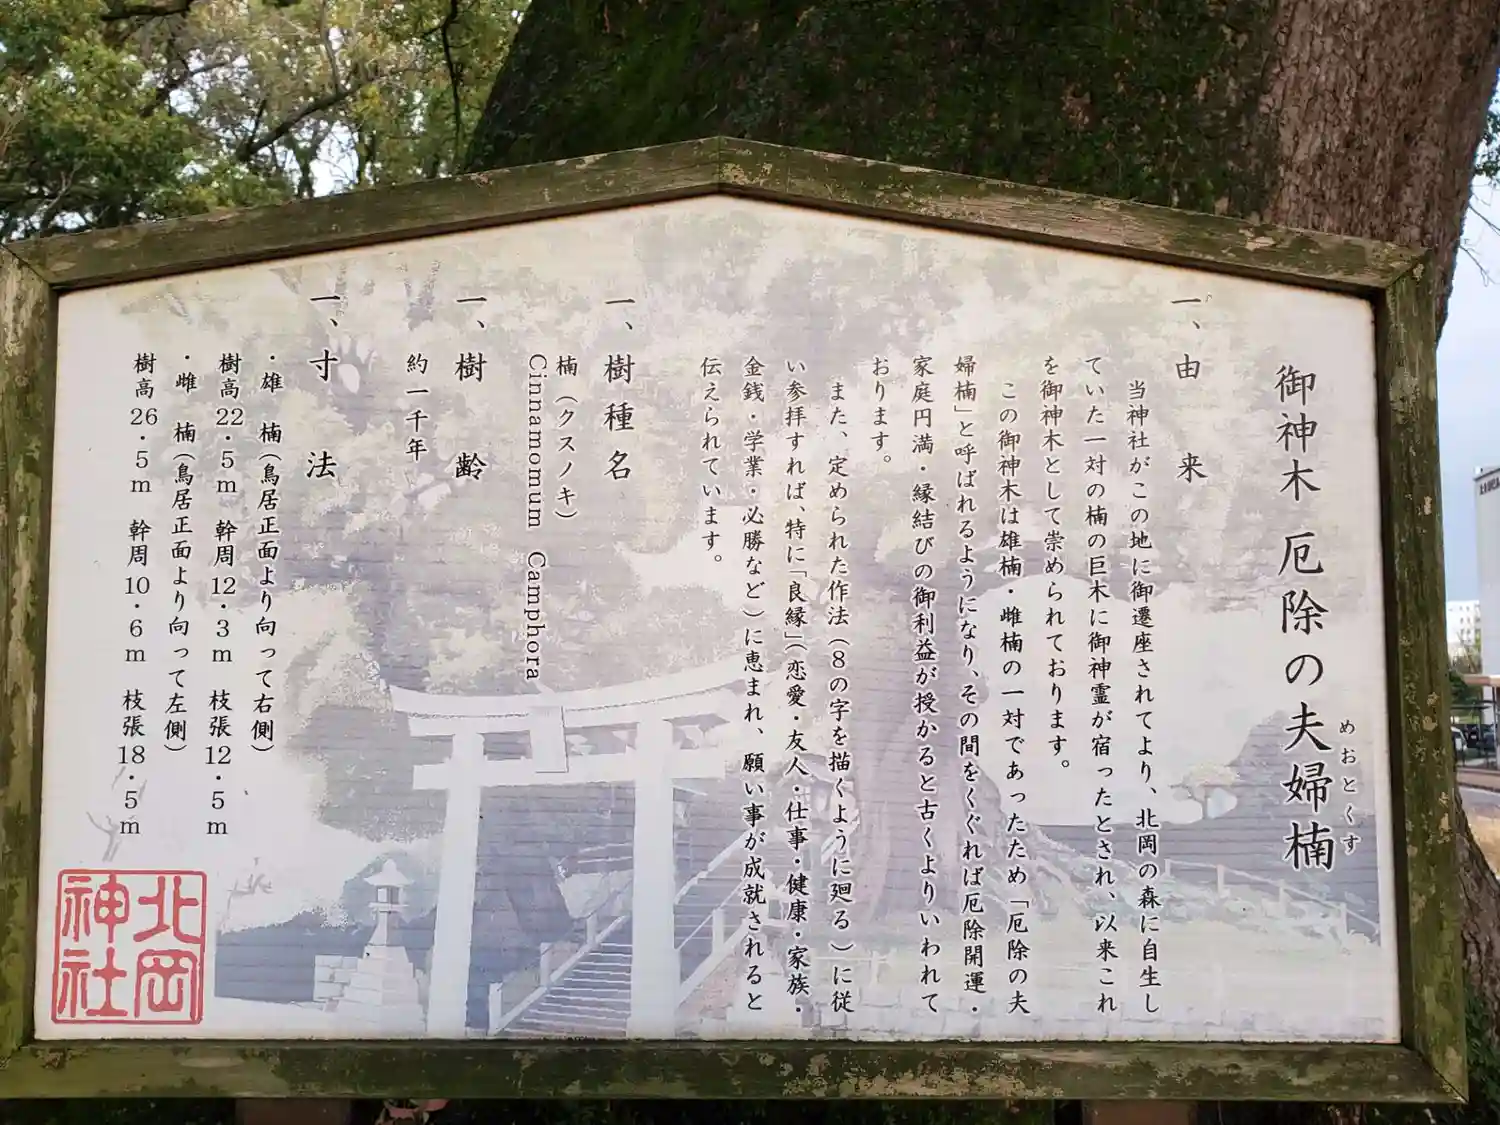 御神木 厄除の夫婦楠
めおとくす
一、由来
当神社がこの地に御遷座されてより、北岡の森に自生し
ていた一対の楠の巨木に御神霊が宿ったとされ、以来これ
を御神木として崇められております。
この御神木は雄楠・雌楠の一対であったため「厄除の夫
婦楠」と呼ばれるようになり、その間をくぐれば厄除開運・
家庭円満・縁結びの御利益が授かると古くよりいわれて
おります。
また、定められた作法(8の字を描くように廻る)に従
い参拝すれば、特に「良縁」(恋愛・友人・仕事・健康・家族・
金銭・学業・必勝など)に恵まれ、願い事が成就されると
伝えられています。
一、樹種名
楠(クスノキ)
Cinnamomum Camphora
一、樹齢
約一千年
一、寸法
・雄 楠(鳥居正面より向って右側)
樹高22・5m 幹周12・3m 枝張12・5m
・雌 楠(鳥居正面より向って左側)
樹高26・5m 幹周10・6m 枝張18・5m
北岡
神社